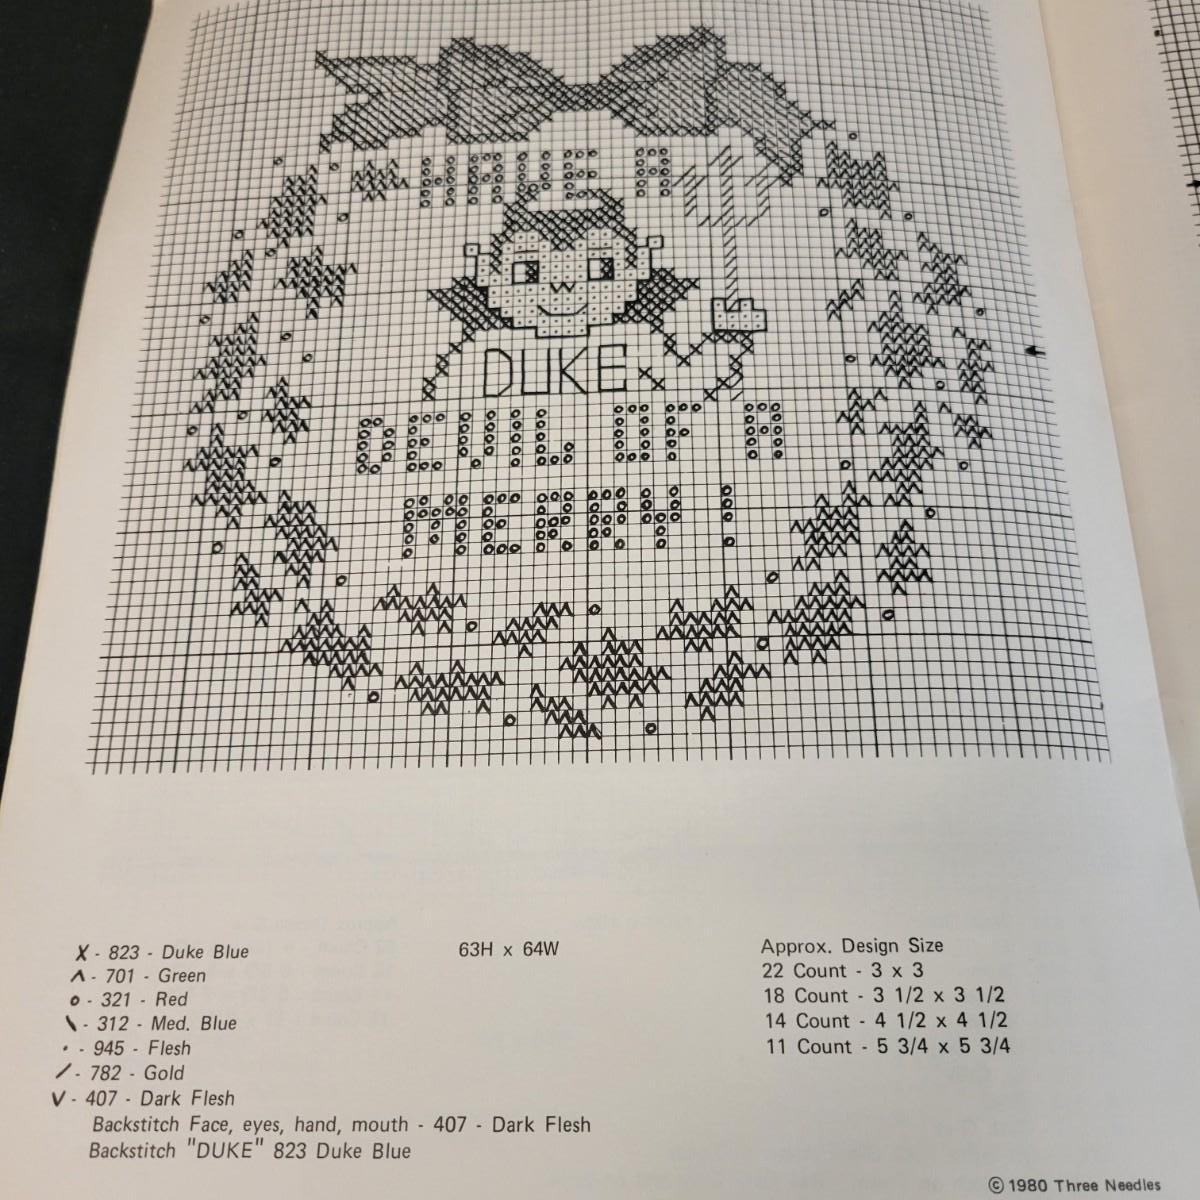 HAVE A
DUKE
DEVIL OF A
MERRY!
X - 823 - Duke Blue
ʌ - 701 - Green
o - 321 - Red
\ - 312 - Med. Blue
· - 945 - Flesh
/ - 782 - Gold
V - 407 - Dark Flesh
Backstitch Face, eyes, hand, mouth - 407 - Dark Flesh
Backstitch "DUKE" 823 Duke Blue
63H x 64W
Approx. Design Size
22 Count - 3 x 3
18 Count - 3 1/2 x 3 1/2
14 Count - 4 1/2 x 4 1/2
11 Count - 5 3/4 x 5 3/4
© 1980 Three Needles